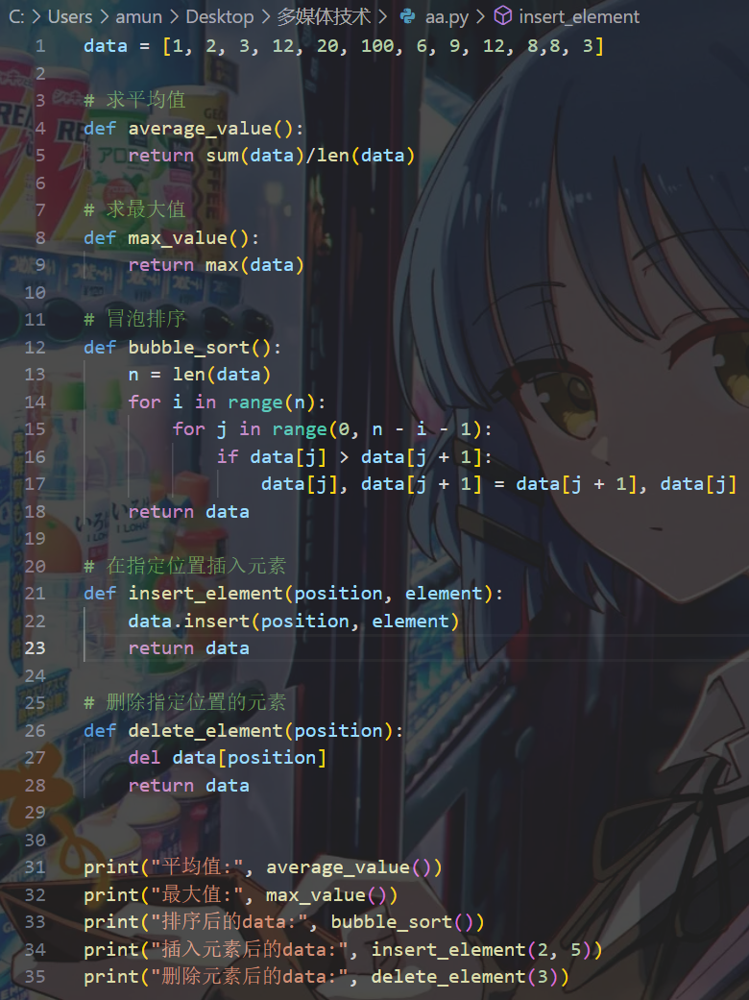 C: > Users > amun > Desktop > 多媒体技术 > aa.py > insert_element
1 data = [1, 2, 3, 12, 20, 100, 6, 9, 12, 8,8, 3]
2
3 # 求平均值
4 def average_value():
5     return sum(data)/len(data)
6
7 # 求最大值
8 def max_value():
9     return max(data)
10
11 # 冒泡排序
12 def bubble_sort():
13     n = len(data)
14     for i in range(n):
15         for j in range(0, n - i - 1):
16             if data[j] > data[j + 1]:
17                 data[j], data[j + 1] = data[j + 1], data[j]
18     return data
19
20 # 在指定位置插入元素
21 def insert_element(position, element):
22     data.insert(position, element)
23     return data
24
25 # 删除指定位置的元素
26 def delete_element(position):
27     del data[position]
28     return data
29
30
31 print("平均值:", average_value())
32 print("最大值:", max_value())
33 print("排序后的data:", bubble_sort())
34 print("插入元素后的data:", insert_element(2, 5))
35 print("删除元素后的data:", delete_element(3))